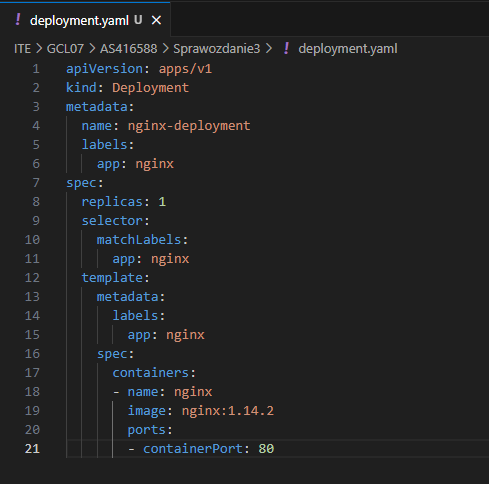 ! deployment.yaml U ×
ITE > GCL07 > AS416588 > Sprawozdanie3 > ! deployment.yaml
1 apiVersion: apps/v1
2 kind: Deployment
3 metadata:
4   name: nginx-deployment
5   labels:
6     app: nginx
7 spec:
8   replicas: 1
9   selector:
10     matchLabels:
11       app: nginx
12   template:
13     metadata:
14       labels:
15         app: nginx
16     spec:
17       containers:
18       - name: nginx
19         image: nginx:1.14.2
20         ports:
21         - containerPort: 80